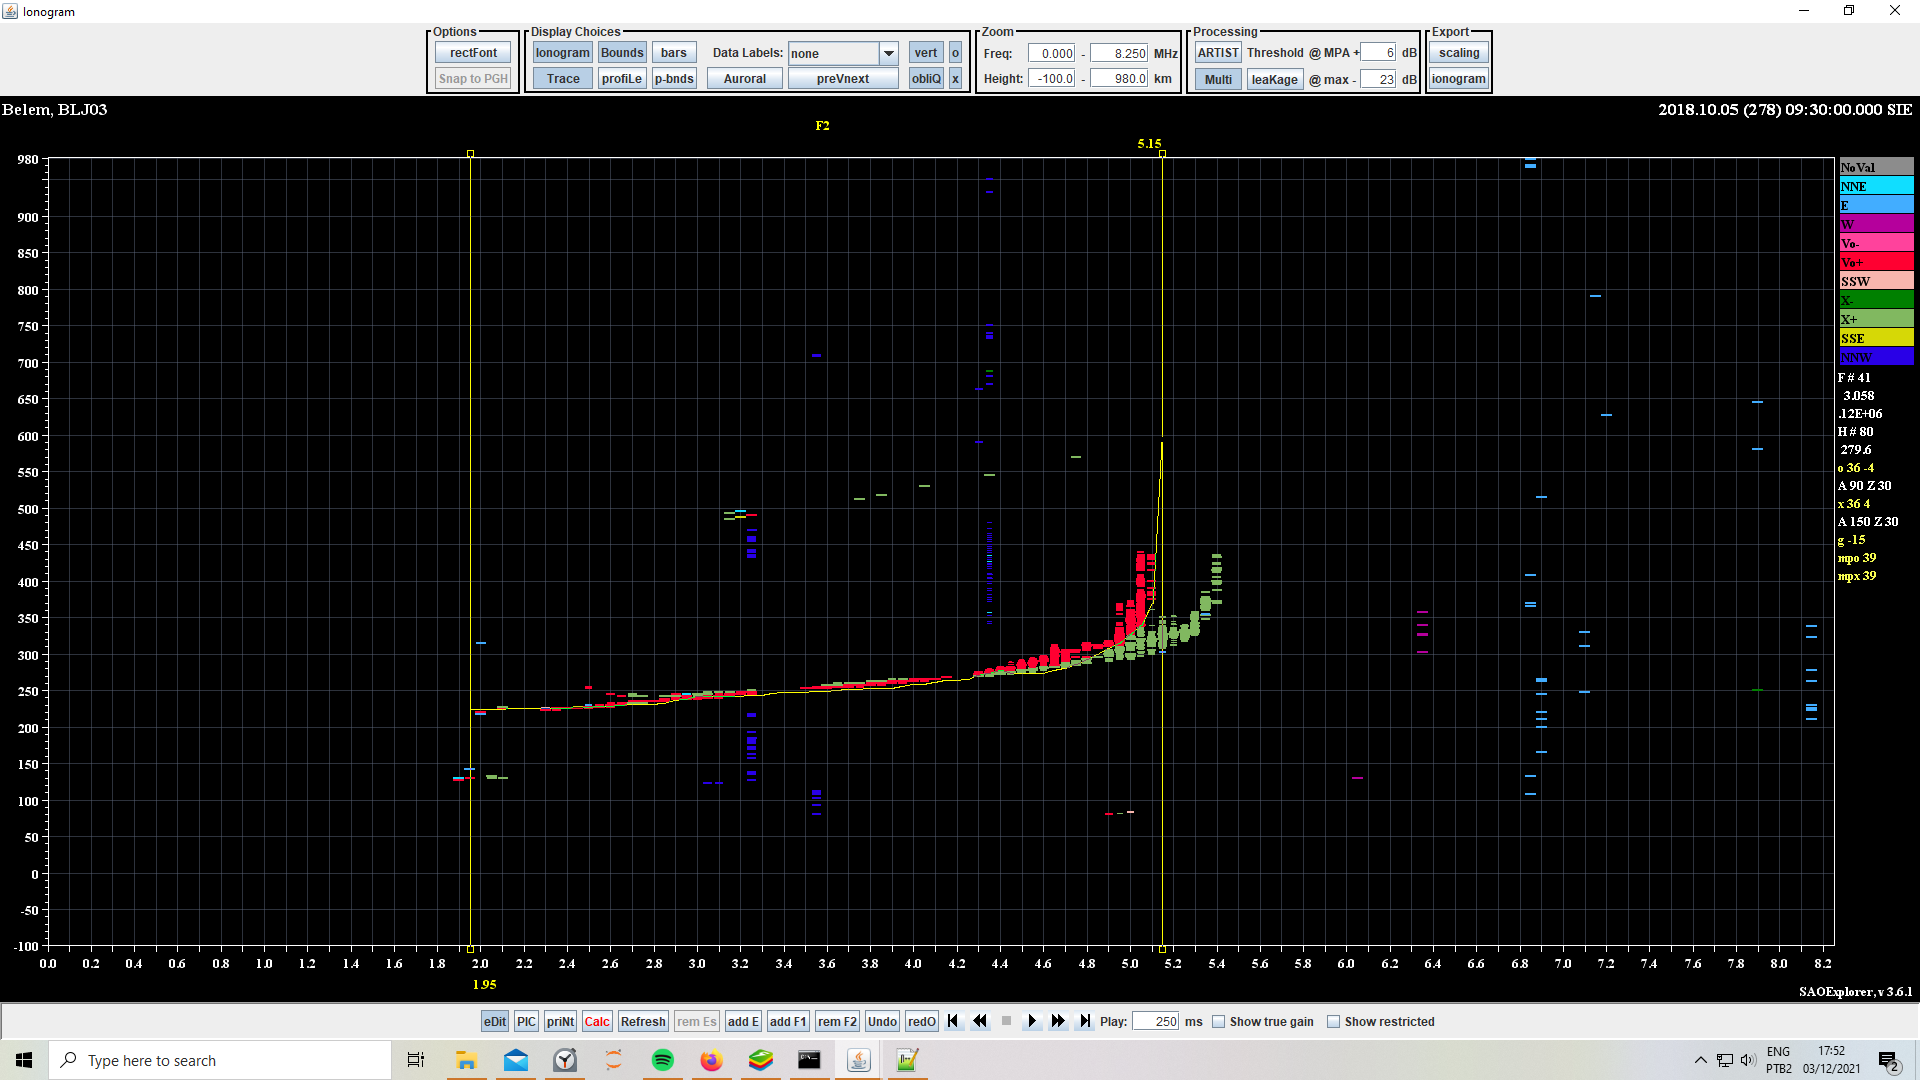 Ionogram
Options
rectFont
Snap to PGH
Display Choices
Ionogram Bounds bars Data Labels: none vert o
Trace profiLe p-bnds Auroral preVnext obliQ x
Zoom
Freq: 0.000 - 8.250 MHz
Height: -100.0 - 980.0 km
Processing
ARTIST Threshold @ MPA + 6 dB
Multi leaKage @ max - 23 dB
Export
scaling
ionogram
Belem, BLJ03
2018.10.05 (278) 09:30:00.000 SIE
F2
5.15
980
900
850
800
750
700
650
600
550
500
450
400
350
300
250
200
150
100
50
0
-50
-100
0.0 0.2 0.4 0.6 0.8 1.0 1.2 1.4 1.6 1.8 2.0 2.2 2.4 2.6 2.8 3.0 3.2 3.4 3.6 3.8 4.0 4.2 4.4 4.6 4.8 5.0 5.2 5.4 5.6 5.8 6.0 6.2 6.4 6.6 6.8 7.0 7.2 7.4 7.6 7.8 8.0 8.2
1.95
NoVal
NNE
E
W
Vo-
Vo+
SSW
X-
X+
SSE
NNW
F # 41
3.058
.12E+06
H # 80
279.6
o 36 -4
A 90 Z 30
x 36 4
A 150 Z 30
g -15
mpo 39
mpx 39
SAOExplorer, v 3.6.1
eDit PIC priNt Calc Refresh rem Es add E add F1 rem F2 Undo redO Play: 250 ms Show true gain Show restricted
Type here to search
ENG
PTB2
17:52
03/12/2021
2